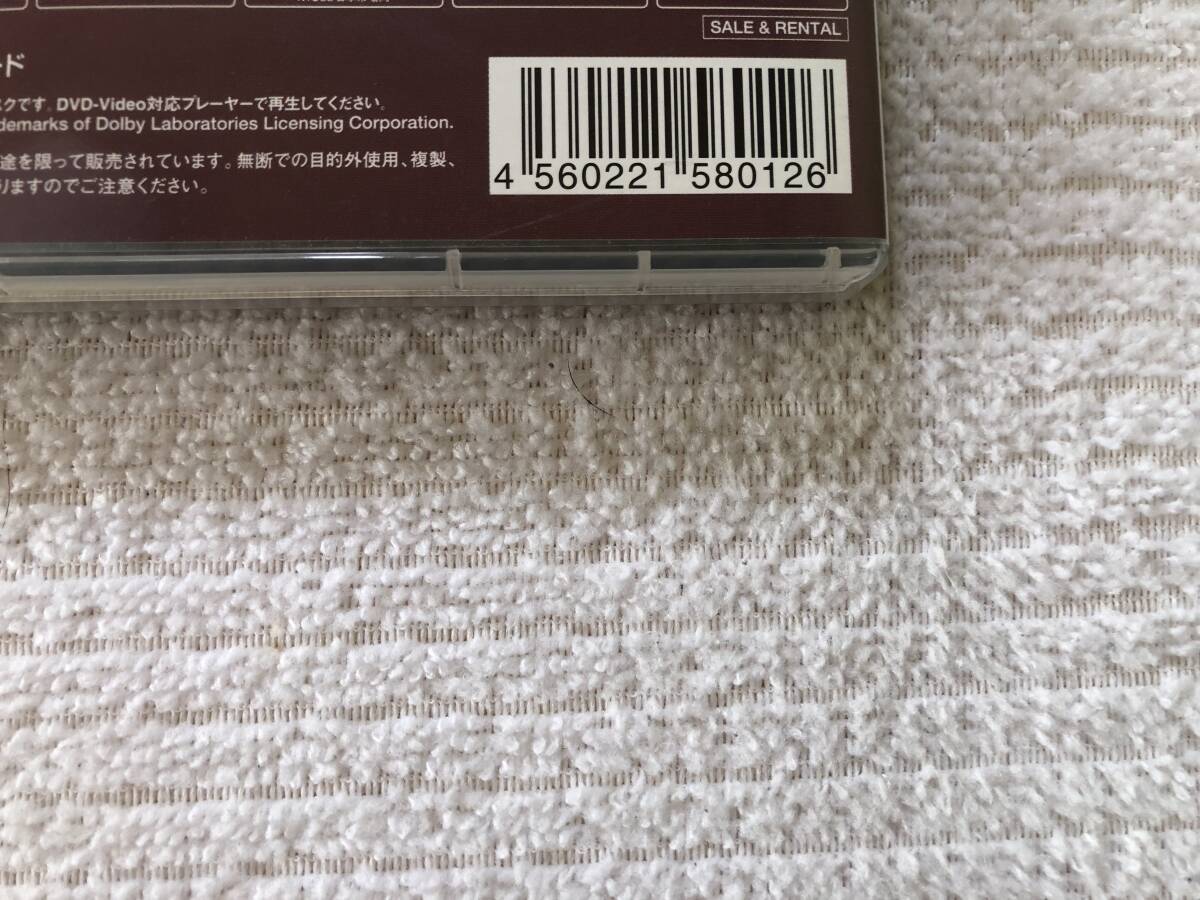 SALE & RENTAL
ード
スクです。DVD-Video対応プレーヤーで再生してください。
demarks of Dolby Laboratories Licensing Corporation.
途を限って販売されています。無断での目的外使用、複製、
りますのでご注意ください。
4 560221 580126